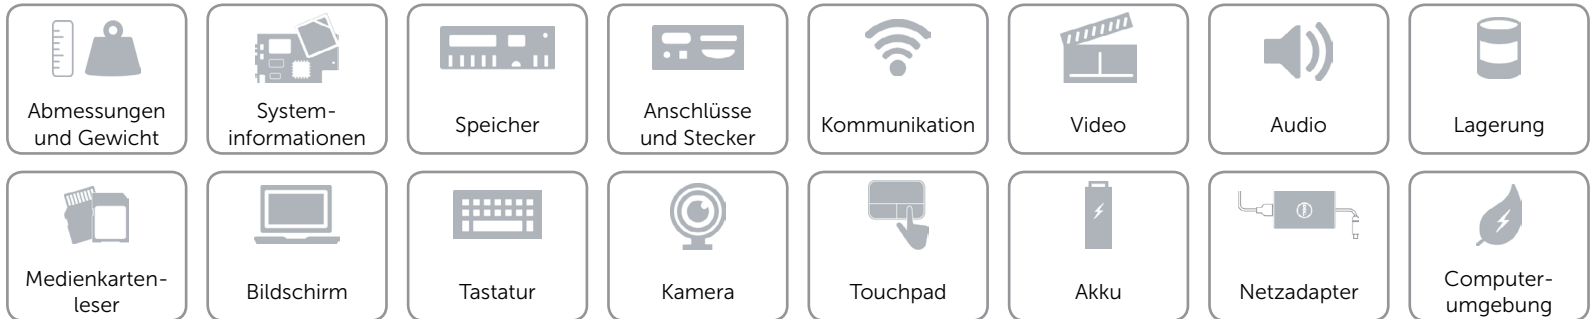 Abmessungen
und Gewicht
System-
informationen
Speicher
Anschlüsse
und Stecker
Kommunikation
Video
Audio
Lagerung
Medienkarten-
leser
Bildschirm
Tastatur
Kamera
Touchpad
Akku
Netzadapter
Computer-
umgebung